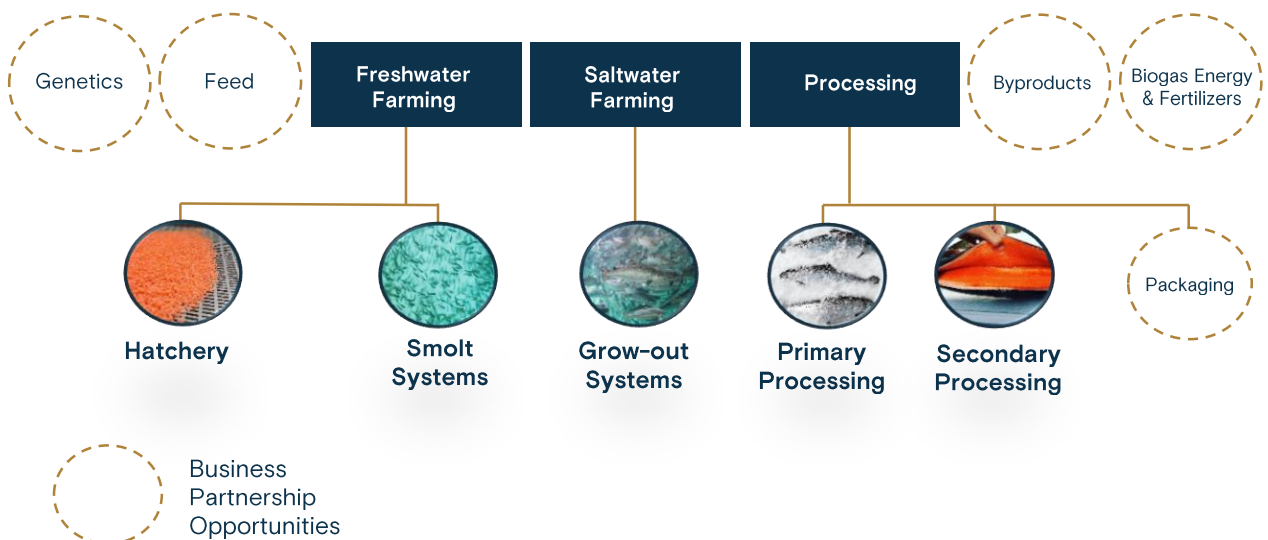 Genetics
Feed
Freshwater
Farming
Saltwater
Farming
Processing
Byproducts
Biogas Energy
& Fertilizers
Hatchery
Smolt
Systems
Grow-out
Systems
Primary
Processing
Secondary
Processing
Packaging
Business
Partnership
Opportunities